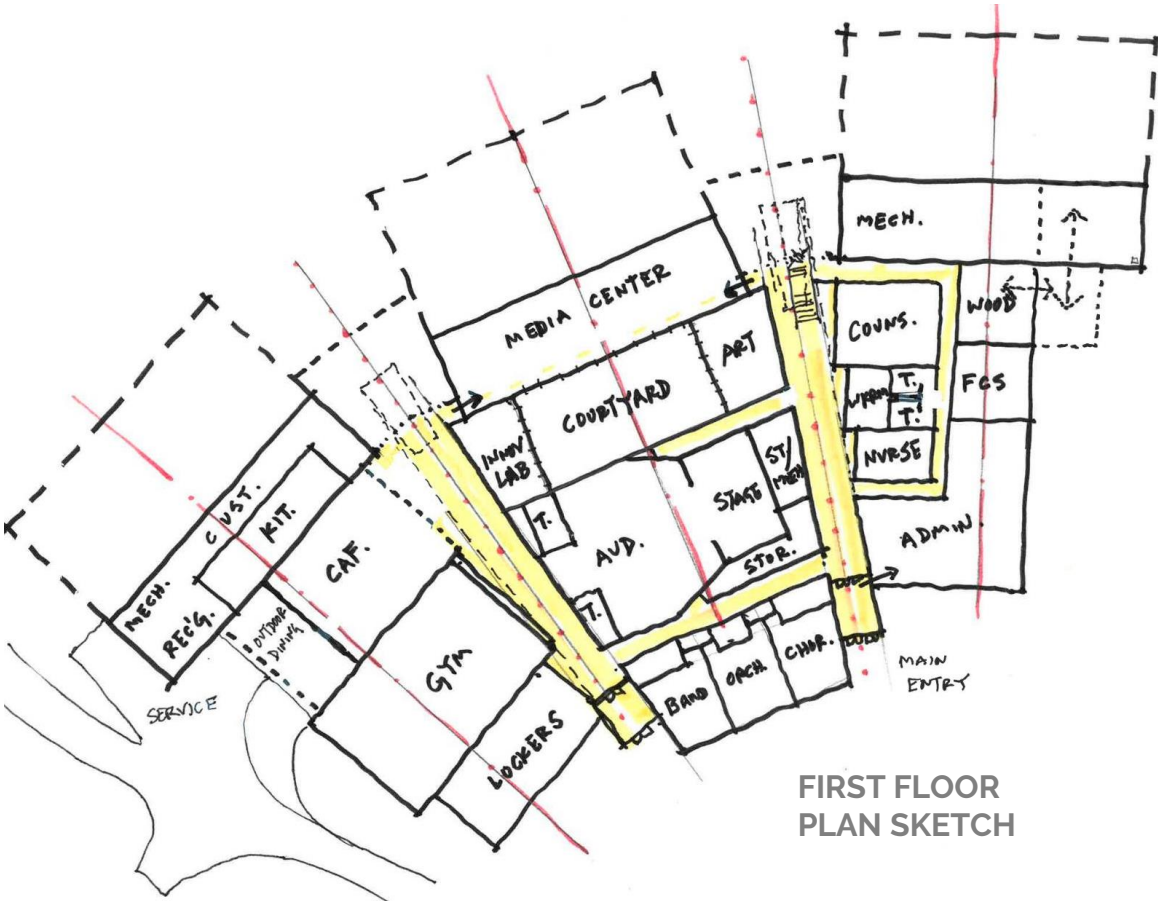 MECH.
WOOD
COUNS.
MEDIA CENTER
ART
FCS
WKRM
T.
T.
COURTYARD
NURSE
INNOV
LAB
ST/
MECH
STAGE
CUST.
KIT.
T.
AUD.
ADMIN.
CAF.
STOR.
MECH.
REC'G.
T.
OUTDOOR
DINING
GYM
CHOR.
ORCH.
BAND
MAIN
ENTRY
SERVICE
LOCKERS
FIRST FLOOR
PLAN SKETCH